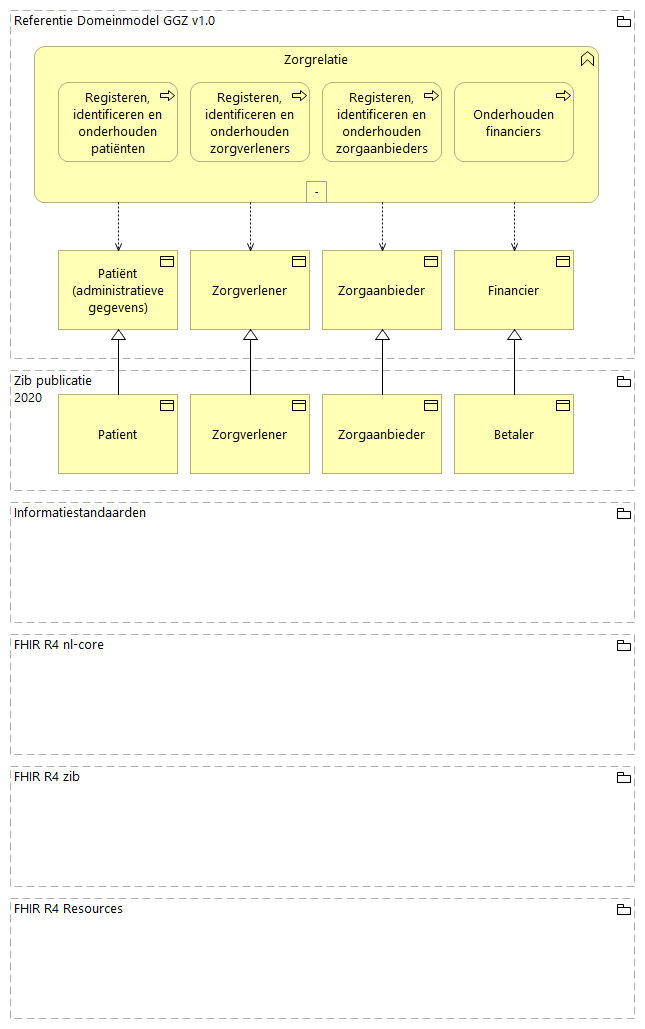 Referentie Domeinmodel GGZ v1.0
Zorgrelatie
Registeren,
identificeren en
onderhouden
patiënten
Registeren,
identificeren en
onderhouden
zorgverleners
Registeren,
identificeren en
onderhouden
zorgaanbieders
Onderhouden
financiers
-
Patiënt
(administratieve
gegevens)
Zorgverlener
Zorgaanbieder
Financier
Zib publicatie
2020
Patient
Zorgverlener
Zorgaanbieder
Betaler
Informatiestandaarden
FHIR R4 nl-core
FHIR R4 zib
FHIR R4 Resources